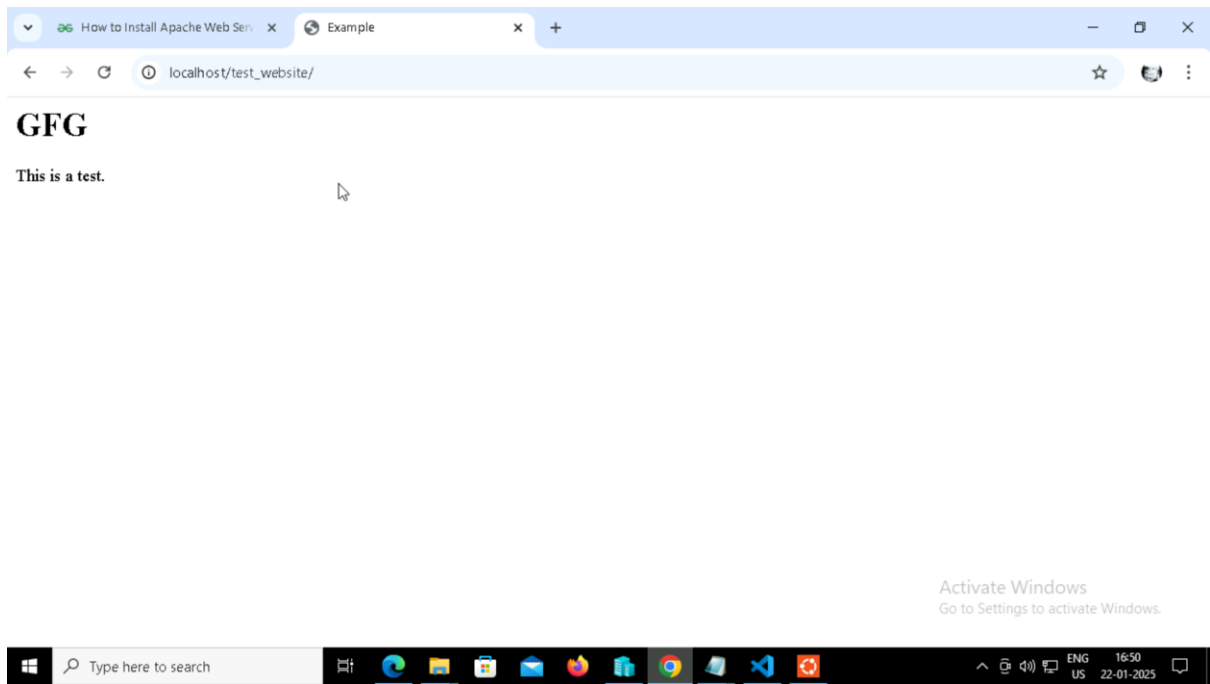 How to Install Apache Web Serv
Example
localhost/test_website/
GFG
This is a test.
Activate Windows
Go to Settings to activate Windows.
Type here to search
ENG
US
16:50
22-01-2025